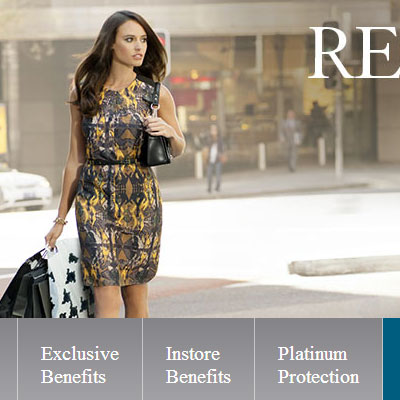 RE
Exclusive
Benefits
Instore
Benefits
Platinum
Protection